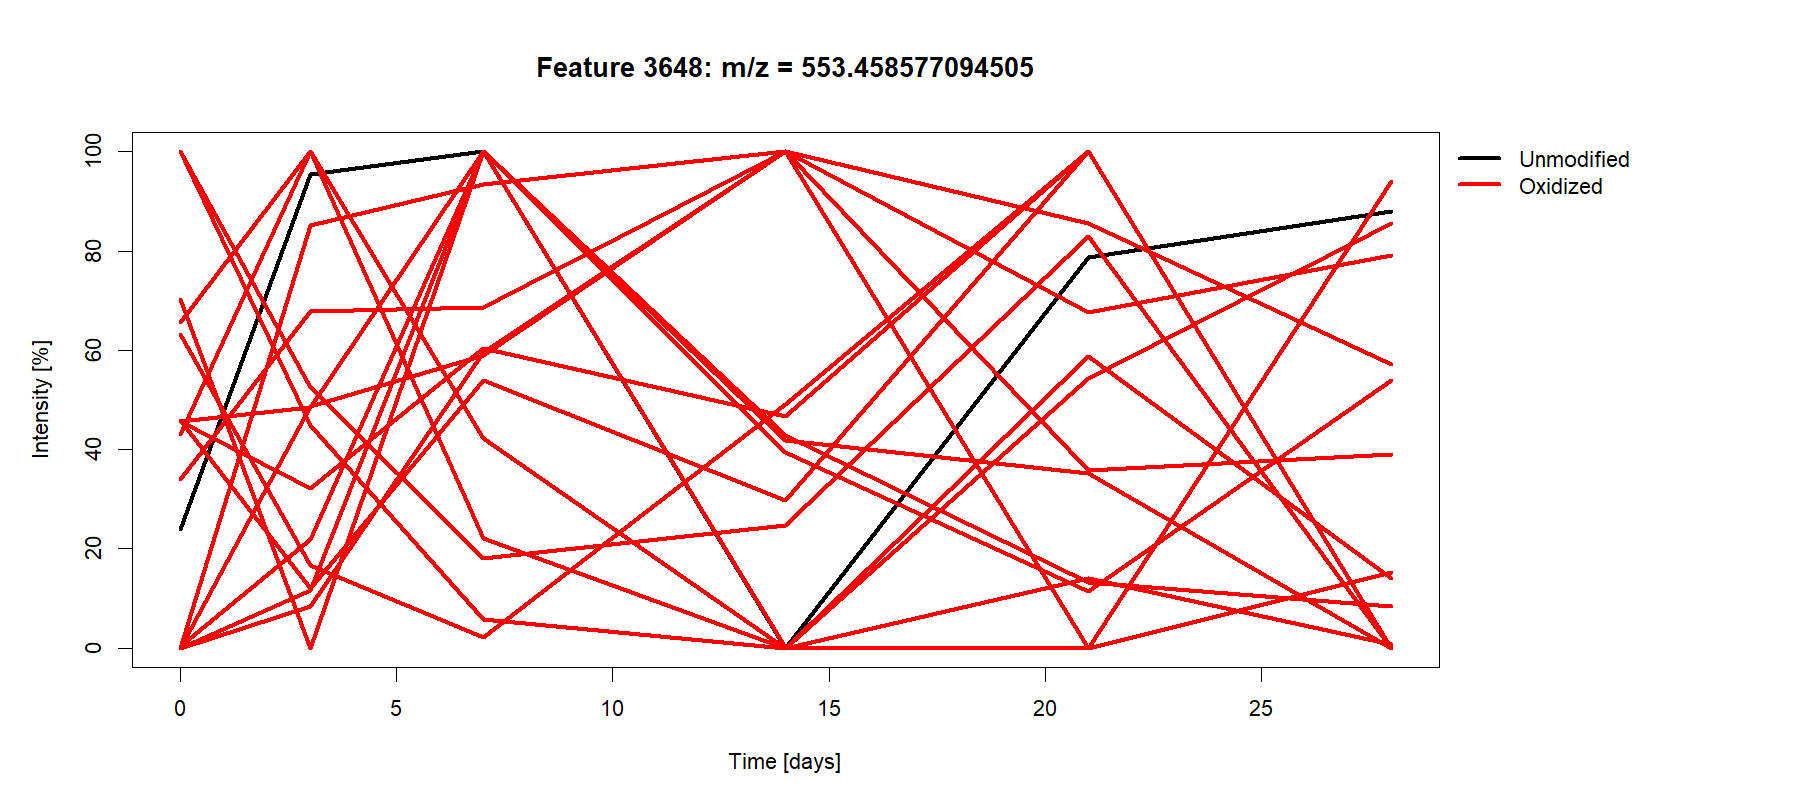 Feature 3648: m/z = 553.458577094505
Unmodified
Oxidized
Intensity [%]
100
80
60
40
20
0
0 5 10 15 20 25
Time [days]